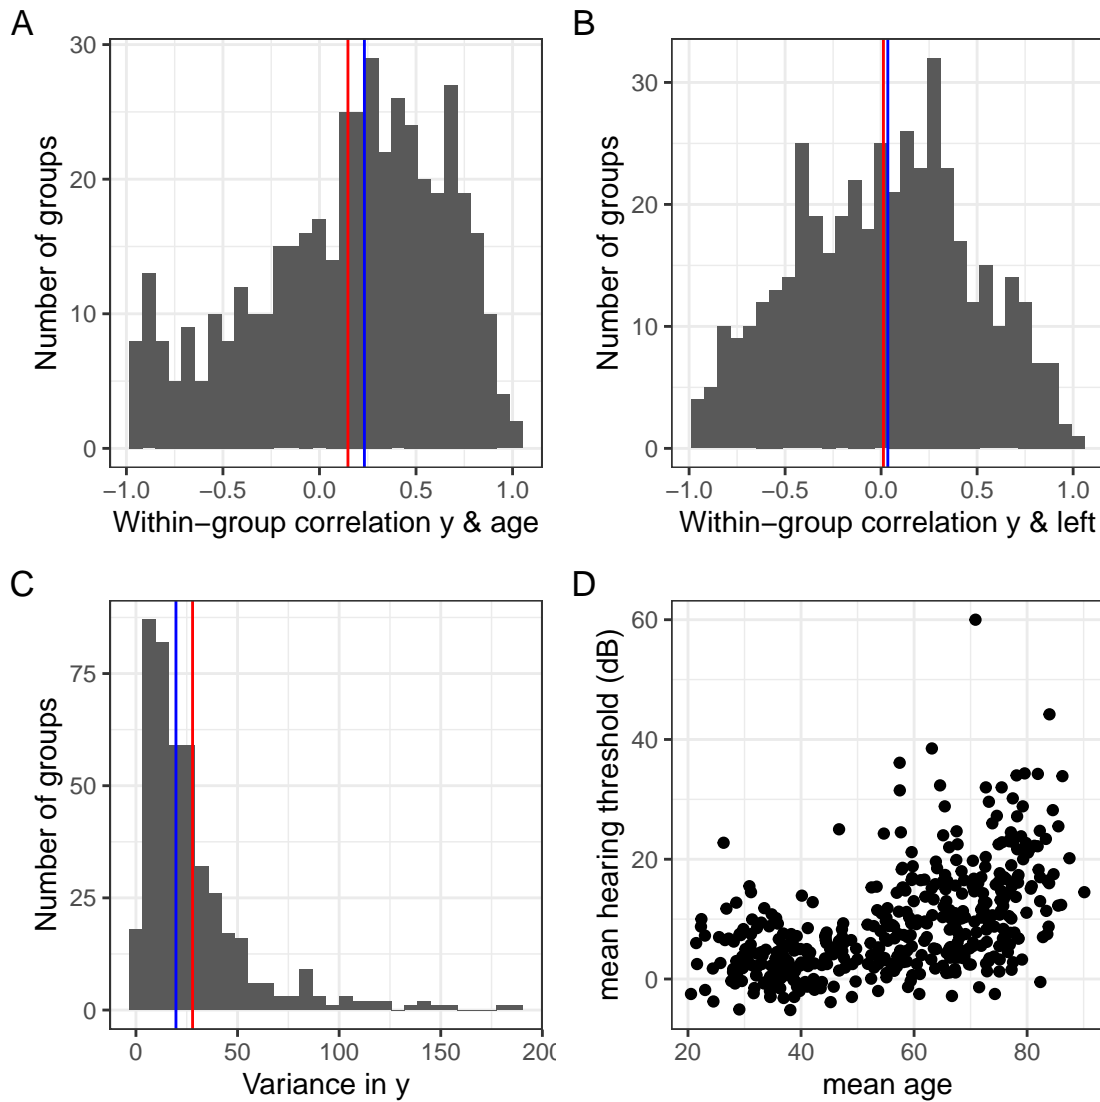 A
B
30
20
10
0
Number of groups
−1.0 −0.5 0.0 0.5 1.0
Within−group correlation y & age
30
20
10
0
Number of groups
−1.0 −0.5 0.0 0.5 1.0
Within−group correlation y & left
C
D
75
50
25
0
Number of groups
0 50 100 150 200
Variance in y
60
40
20
0
mean hearing threshold (dB)
20 40 60 80
mean age